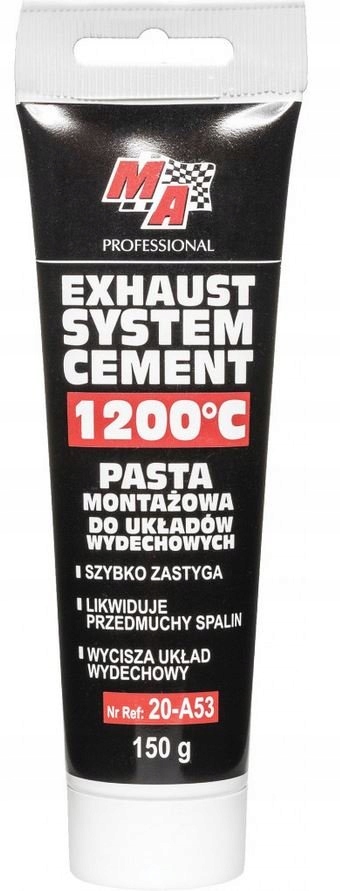 MA
PROFESSIONAL
EXHAUST
SYSTEM
CEMENT
1200°C
PASTA
MONTAŻOWA
DO UKŁADÓW
WYDECHOWYCH
SZYBKO ZASTYGA
LIKWIDUJE
PRZEDMUCHY SPALIN
WYCISZA UKŁAD
WYDECHOWY
Nr Ref: 20-A53
150 g